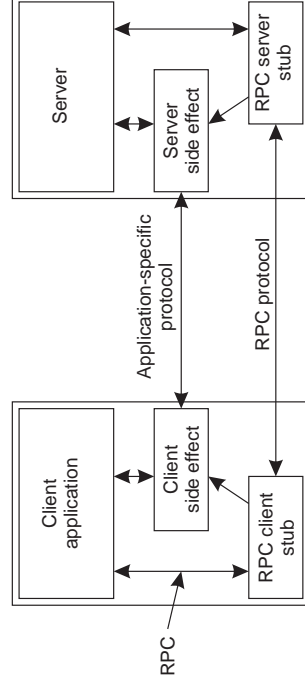 Client
application
Server
RPC
Client
side effect
Application-specific
protocol
Server
side effect
RPC client
stub
RPC protocol
RPC server
stub